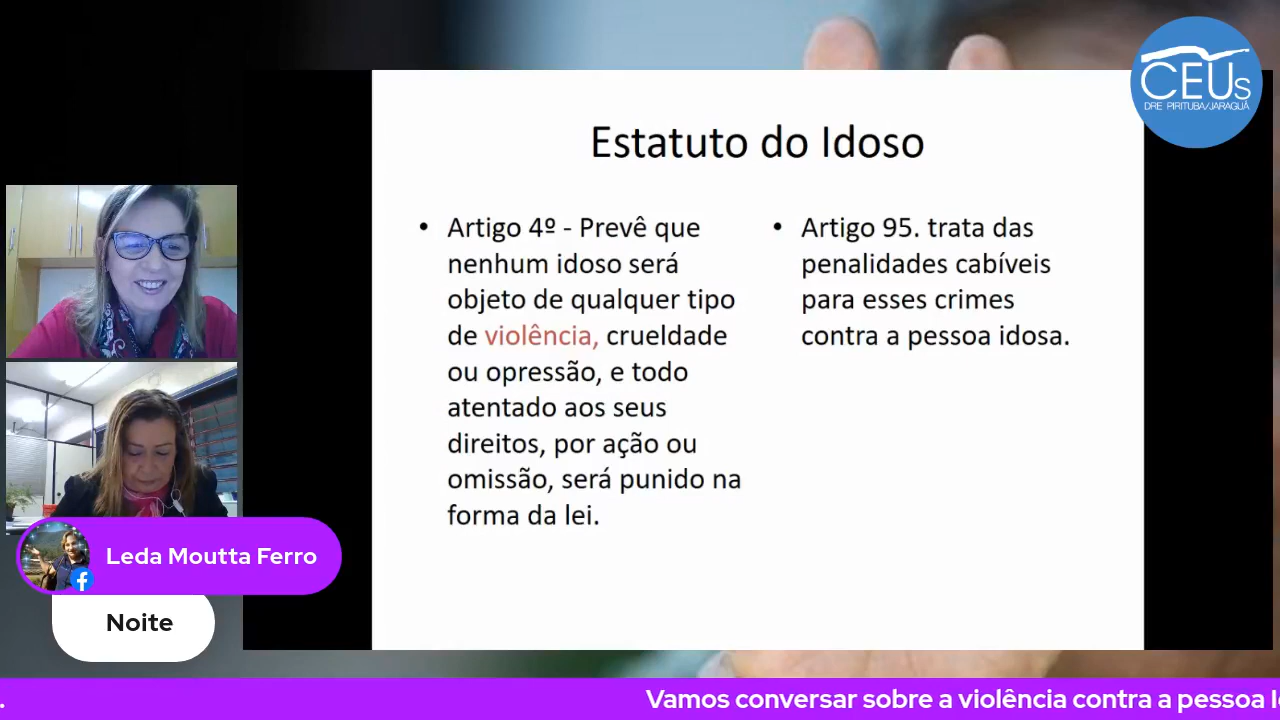 CEUs
DRE PIRITUBA/JARAGUÁ
Estatuto do Idoso
• Artigo 4º - Prevê que
nenhum idoso será
objeto de qualquer tipo
de violência, crueldade
ou opressão, e todo
atentado aos seus
direitos, por ação ou
omissão, será punido na
forma da lei.
• Artigo 95. trata das
penalidades cabíveis
para esses crimes
contra a pessoa idosa.
Leda Moutta Ferro
Noite
. Vamos conversar sobre a violência contra a pessoa